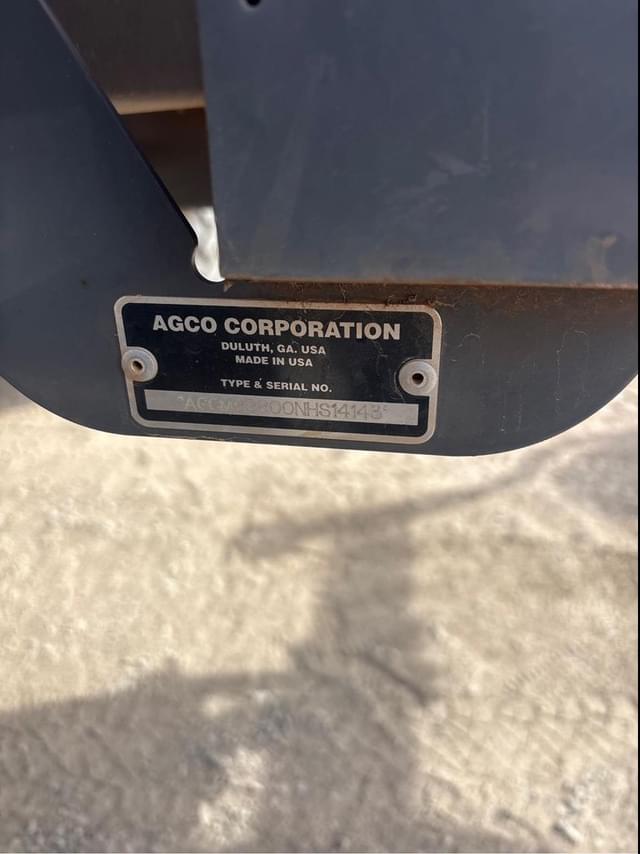 AGCO CORPORATION
DULUTH, GA. USA
MADE IN USA
TYPE & SERIAL NO.